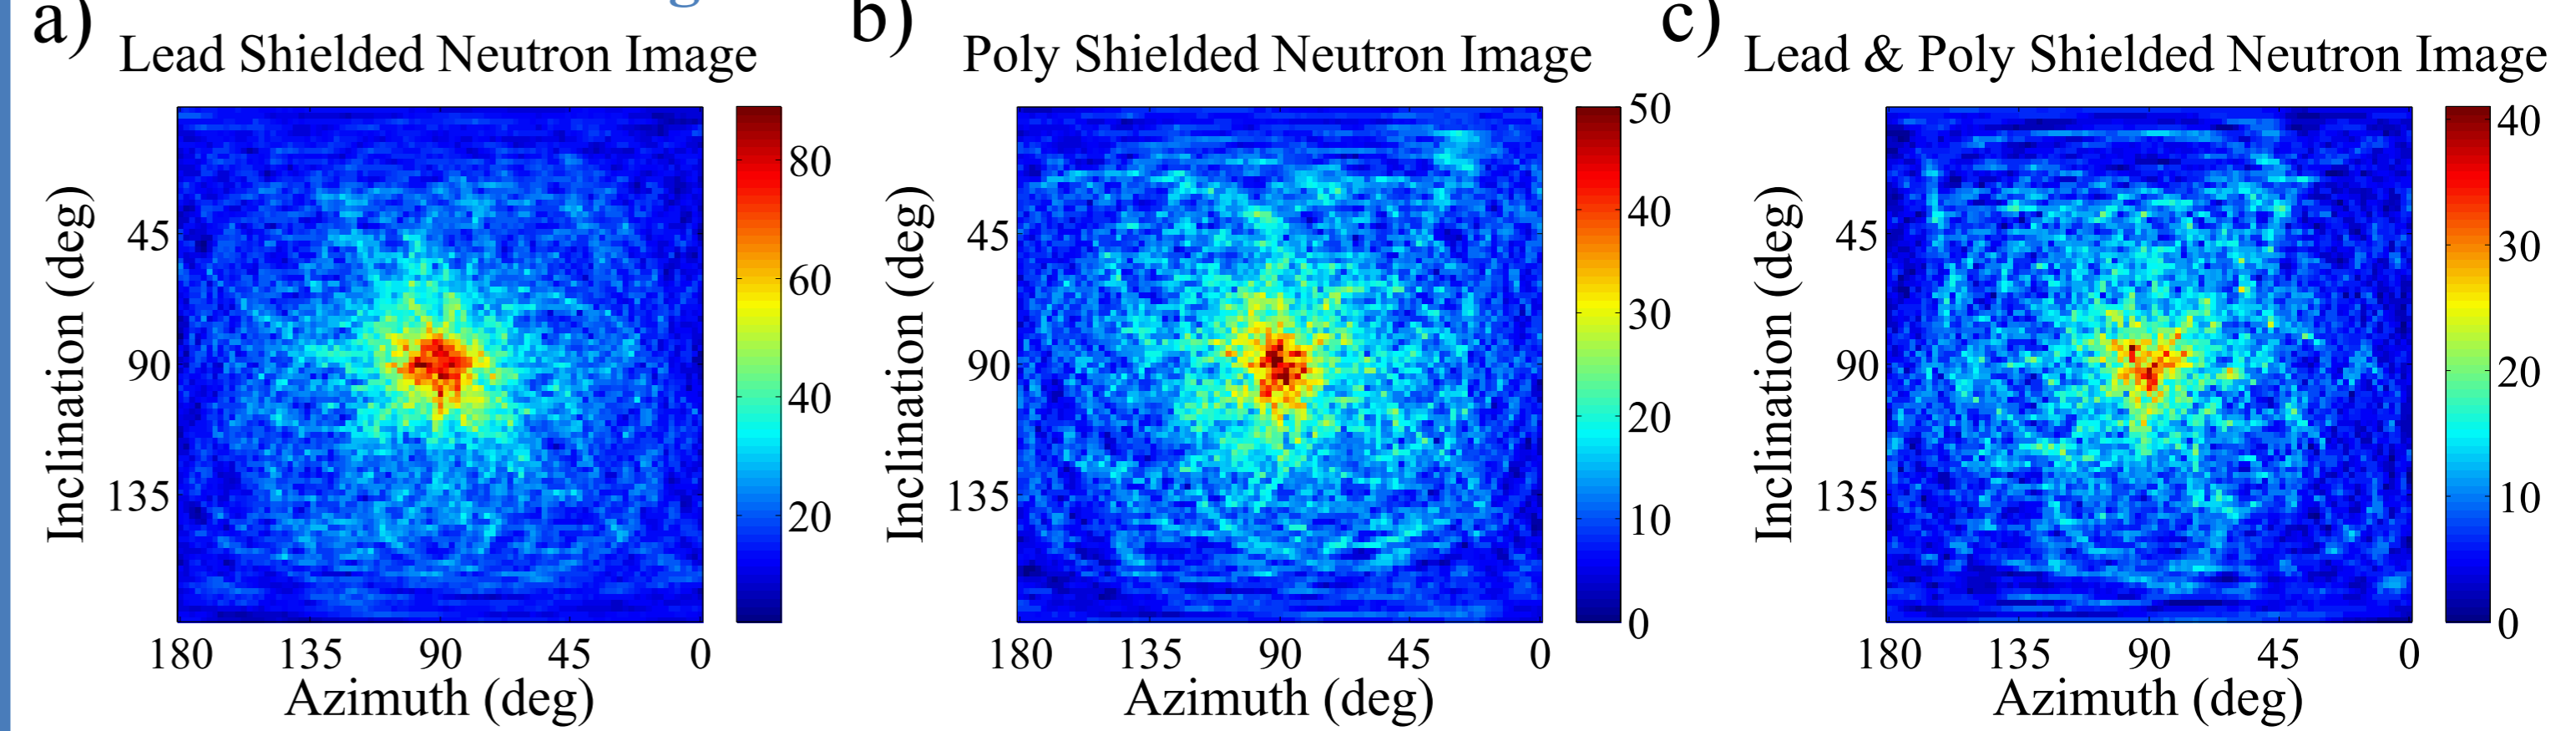 a)
Lead Shielded Neutron Image
Inclination (deg)
45
90
135
180 135 90 45 0
Azimuth (deg)
80
60
40
20
b)
Poly Shielded Neutron Image
Inclination (deg)
45
90
135
180 135 90 45 0
Azimuth (deg)
50
40
30
20
10
0
c)
Lead & Poly Shielded Neutron Image
Inclination (deg)
45
90
135
180 135 90 45 0
Azimuth (deg)
40
30
20
10
0